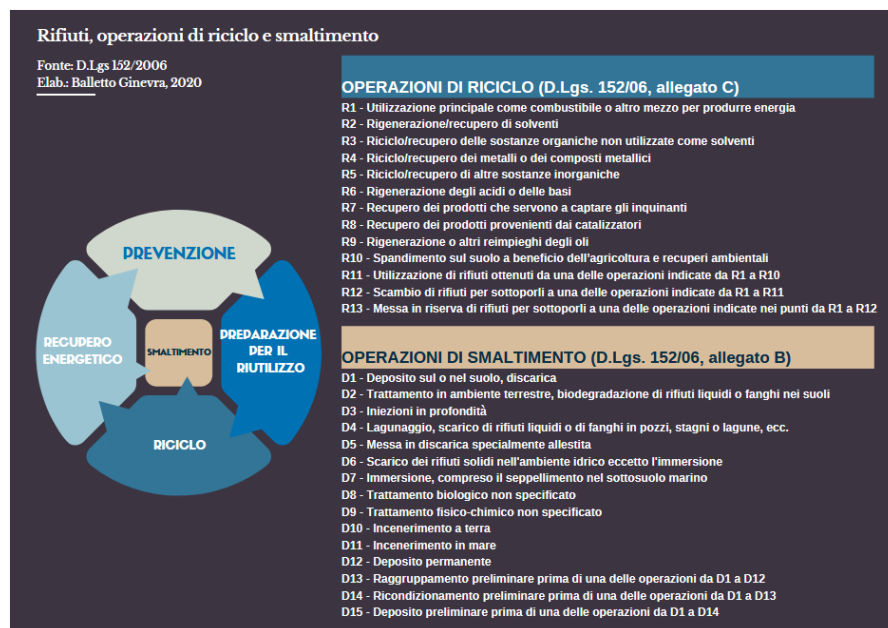 Rifiuti, operazioni di riciclo e smaltimento
Fonte: D.Lgs 152/2006
Elab.: Balletto Ginevra, 2020
PREVENZIONE
RECUPERO
ENERGETICO
SMALTIMENTO
PREPARAZIONE
PER IL
RIUTILIZZO
RICICLO
OPERAZIONI DI RICICLO (D.Lgs. 152/06, allegato C)
R1 - Utilizzazione principale come combustibile o altro mezzo per produrre energia
R2 - Rigenerazione/recupero di solventi
R3 - Riciclo/recupero delle sostanze organiche non utilizzate come solventi
R4 - Riciclo/recupero dei metalli o dei composti metallici
R5 - Riciclo/recupero di altre sostanze inorganiche
R6 - Rigenerazione degli acidi o delle basi
R7 - Recupero dei prodotti che servono a captare gli inquinanti
R8 - Recupero dei prodotti provenienti dai catalizzatori
R9 - Rigenerazione o altri reimpieghi degli oli
R10 - Spandimento sul suolo a beneficio dell'agricoltura e recuperi ambientali
R11 - Utilizzazione di rifiuti ottenuti da una delle operazioni indicate da R1 a R10
R12 - Scambio di rifiuti per sottoporli a una delle operazioni indicate da R1 a R11
R13 - Messa in riserva di rifiuti per sottoporli a una delle operazioni indicate nei punti da R1 a R12
OPERAZIONI DI SMALTIMENTO (D.Lgs. 152/06, allegato B)
D1 - Deposito sul o nel suolo, discarica
D2 - Trattamento in ambiente terrestre, biodegradazione di rifiuti liquidi o fanghi nei suoli
D3 - Iniezioni in profondità
D4 - Lagunaggio, scarico di rifiuti liquidi o di fanghi in pozzi, stagni o lagune, ecc.
D5 - Messa in discarica specialmente allestita
D6 - Scarico dei rifiuti solidi nell'ambiente idrico eccetto l'immersione
D7 - Immersione, compreso il seppellimento nel sottosuolo marino
D8 - Trattamento biologico non specificato
D9 - Trattamento fisico-chimico non specificato
D10 - Incenerimento a terra
D11 - Incenerimento in mare
D12 - Deposito permanente
D13 - Raggruppamento preliminare prima di una delle operazioni da D1 a D12
D14 - Ricondizionamento preliminare prima di una delle operazioni da D1 a D13
D15 - Deposito preliminare prima di una delle operazioni da D1 a D14